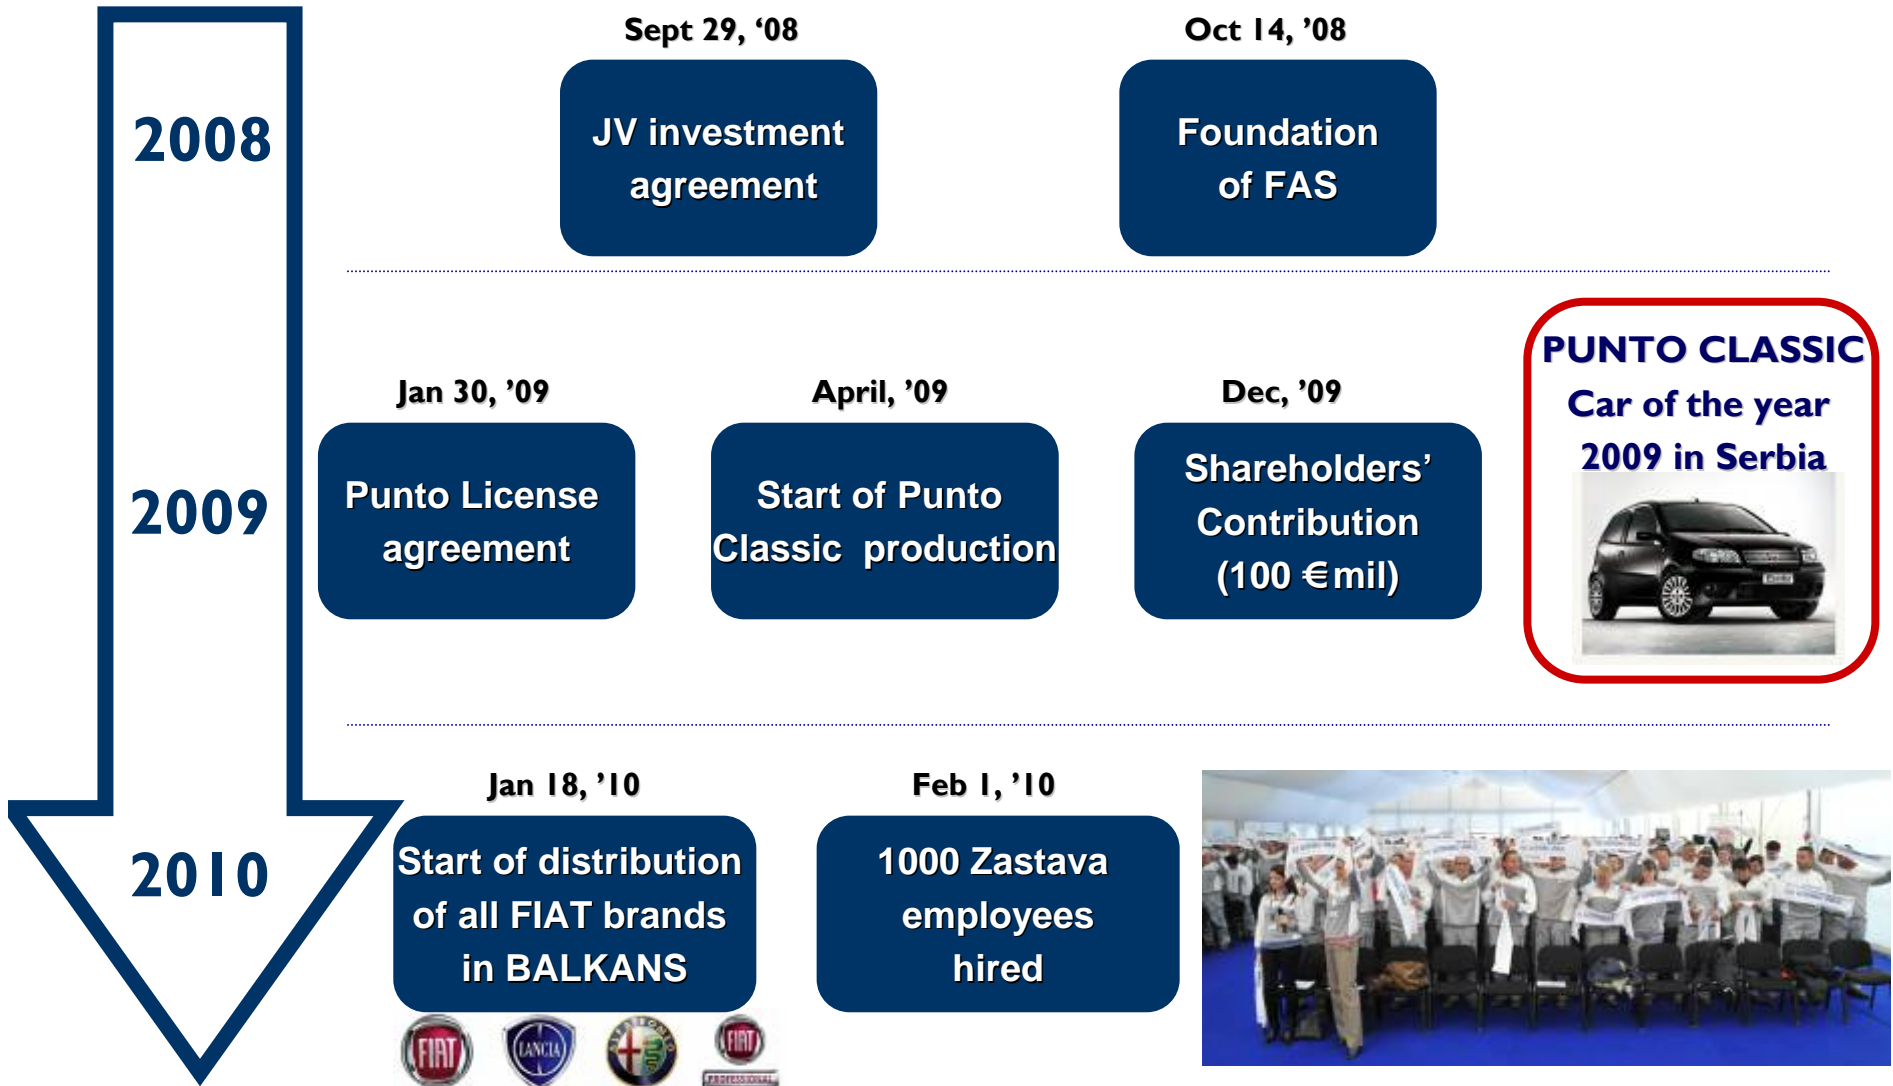 2008
Sept 29, ‘08
JV investment
agreement
Oct 14, ’08
Foundation
of FAS
2009
Jan 30, ’09
Punto License
agreement
April, ’09
Start of Punto
Classic production
Dec, ’09
Shareholders’
Contribution
(100 €mil)
PUNTO CLASSIC
Car of the year
2009 in Serbia
2010
Jan 18, ’10
Start of distribution
of all FIAT brands
in BALKANS
FIAT
LANCIA
FIAT
PROFESSIONAL
Feb 1, ’10
1000 Zastava
employees
hired